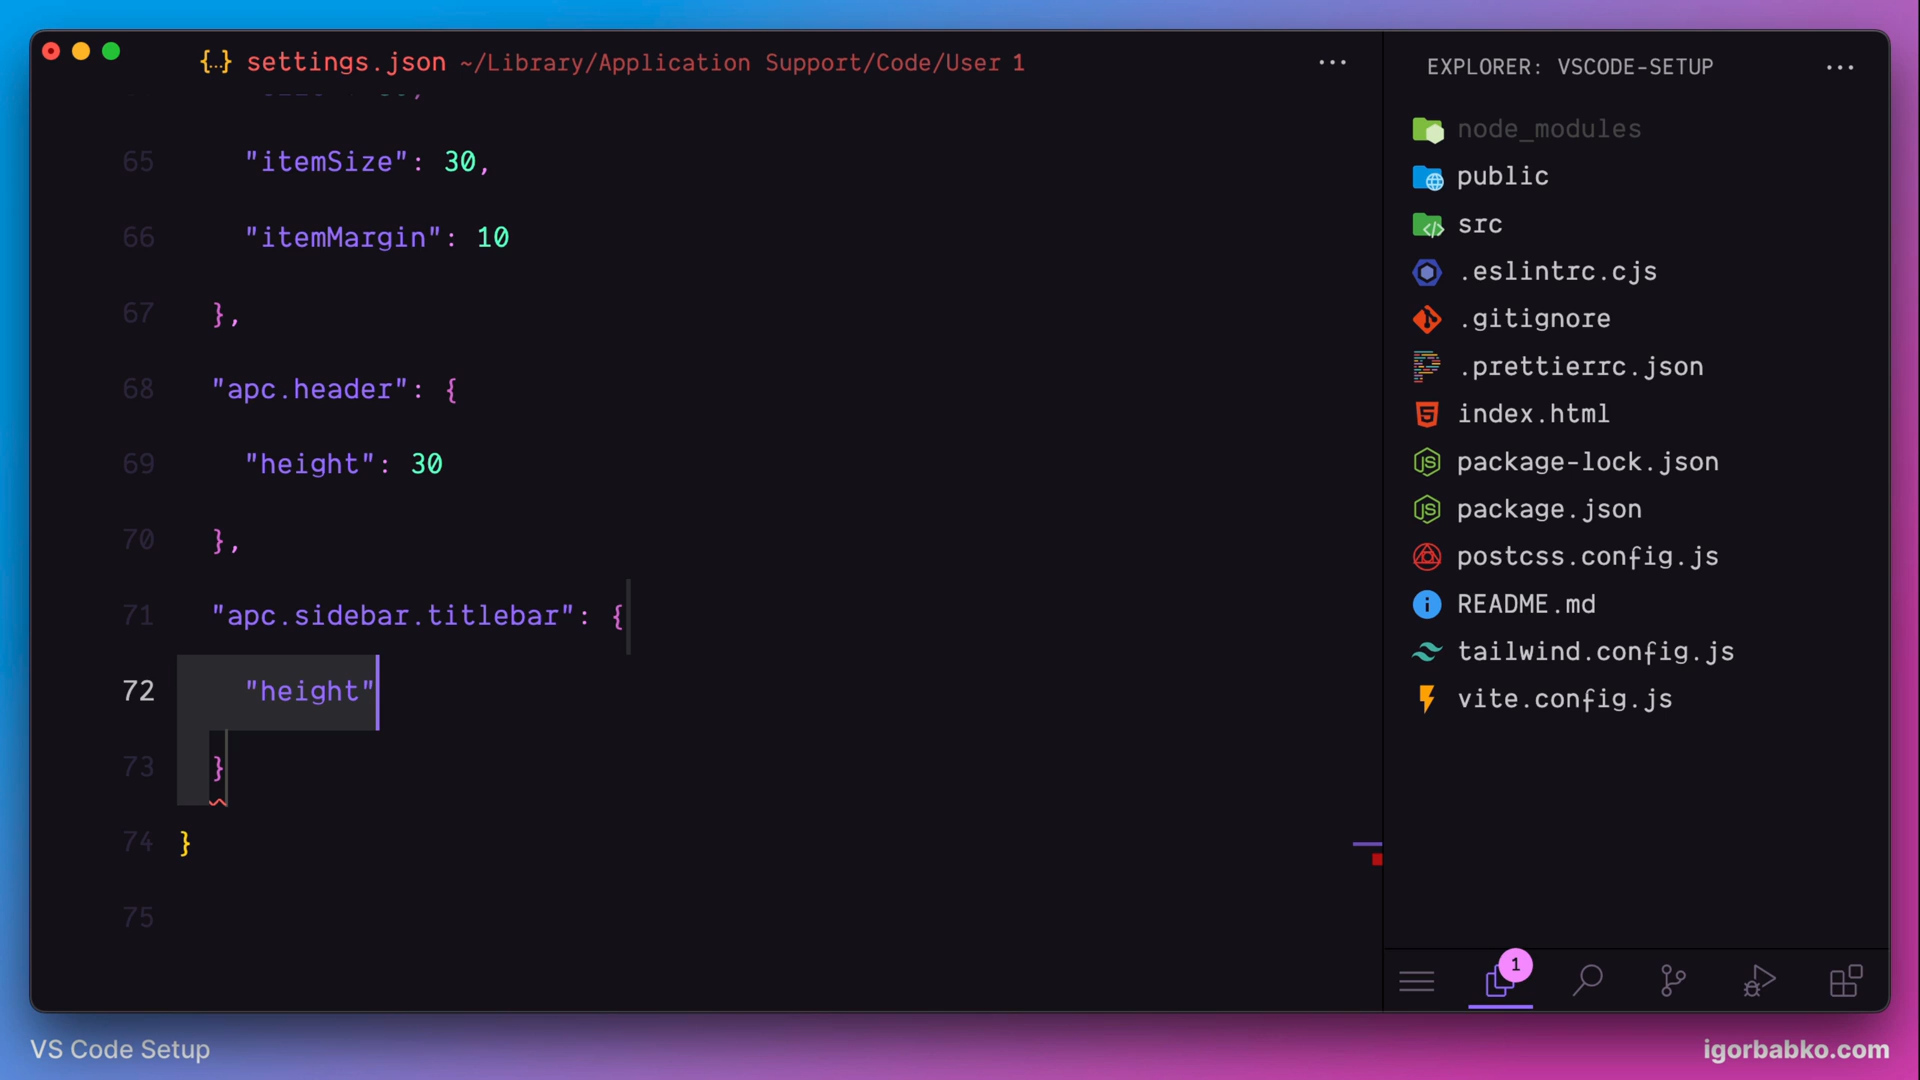 {...} settings.json ~/Library/Application Support/Code/User 1
...
65 "itemSize": 30,
66 "itemMargin": 10
67 },
68 "apc.header": {
69 "height": 30
70 },
71 "apc.sidebar.titlebar": {
72 "height"
73 }
74 }
75
EXPLORER: VSCODE-SETUP
...
node_modules
public
src
.eslintrc.cjs
.gitignore
.prettierrc.json
index.html
package-lock.json
package.json
postcss.config.js
README.md
tailwind.config.js
vite.config.js
1
VS Code Setup
igorbabko.com